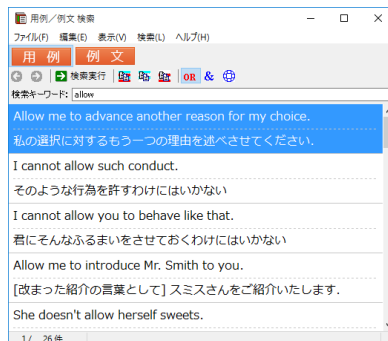 用例／例文 検索
ファイル(F) 編集(E) 表示(V) 検索(L) ヘルプ(H)
用 例 例 文
検索実行 OR &
検索キーワード: allow
Allow me to advance another reason for my choice.
私の選択に対するもう一つの理由を述べさせてください.
I cannot allow such conduct.
そのような行為を許すわけにはいかない
I cannot allow you to behave like that.
君にそんなふるまいをさせておくわけにはいかない
Allow me to introduce Mr. Smith to you.
[改まった紹介の言葉として] スミスさんをご紹介いたします.
She doesn't allow herself sweets.
1/ 26件